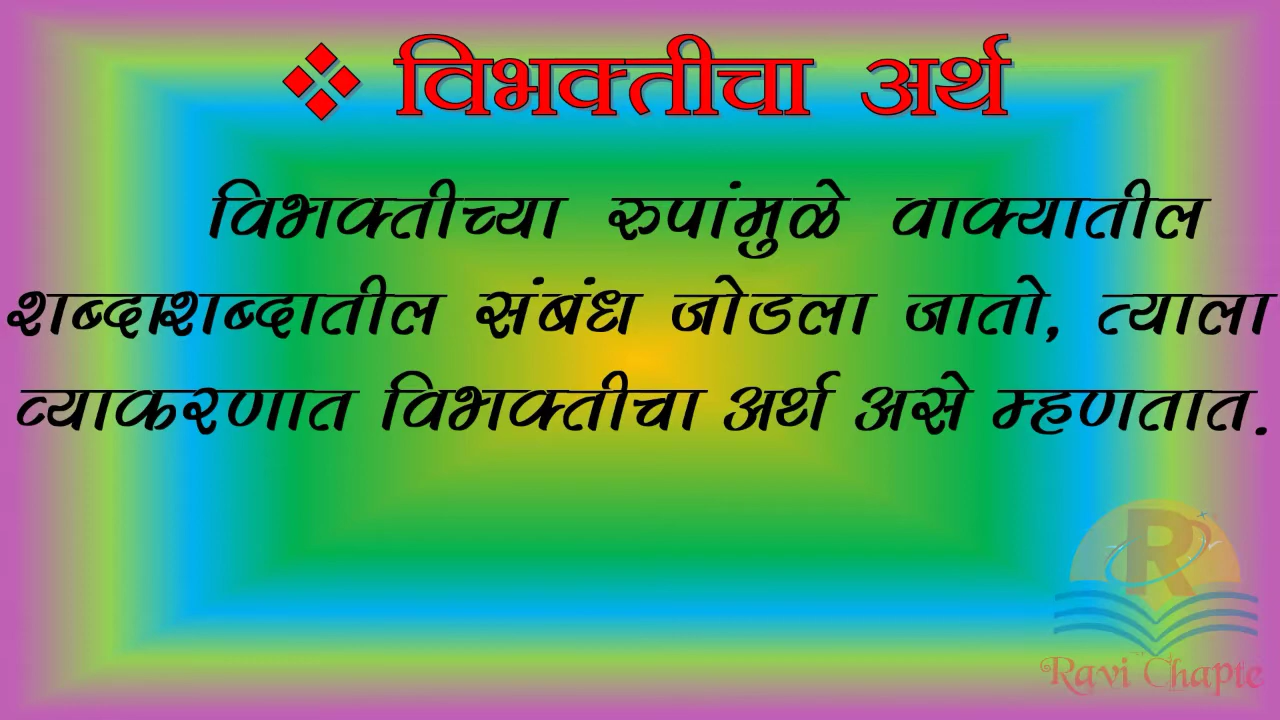 ❖ विभक्तीचा अर्थ
विभक्तीच्या रुपांमुळे वाक्यातील
शब्दाशब्दातील संबंध जोडला जातो, त्याला
व्याकरणात विभक्तीचा अर्थ असे म्हणतात.
R
Ravi Chapte